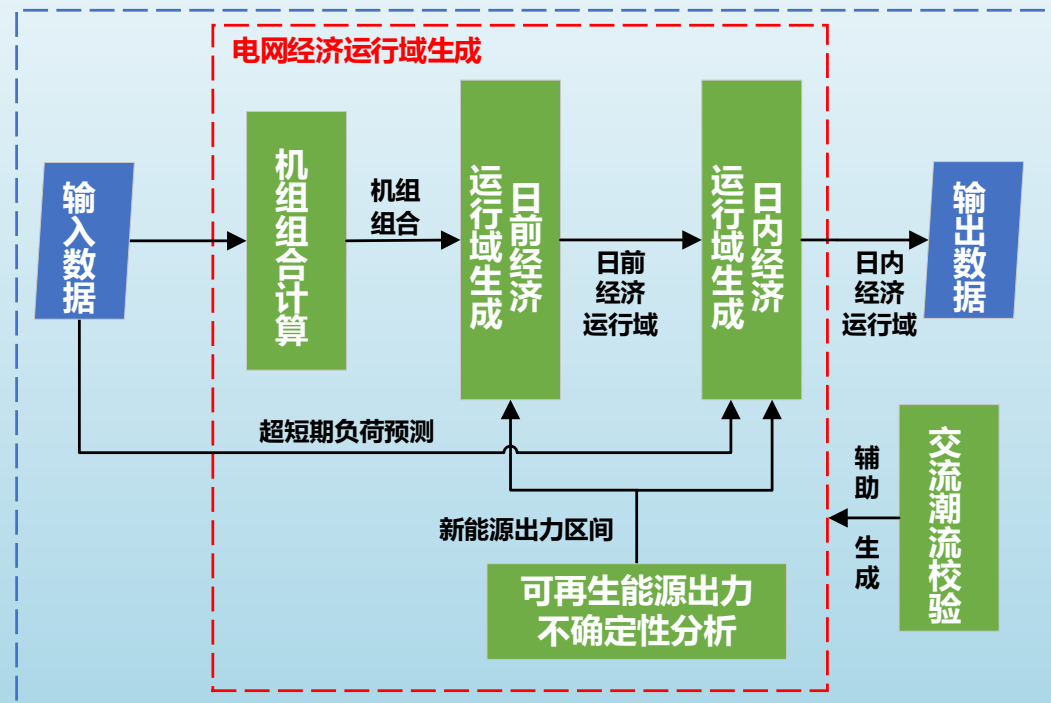 电网经济运行域生成
输入数据
机组组合计算
机组
组合
日前经济
运行域生成
日前
经济
运行域
日内经济
运行域生成
日内
经济
运行域
输出数据
超短期负荷预测
新能源出力区间
可再生能源出力
不确定性分析
辅助
生成
交流潮流校验